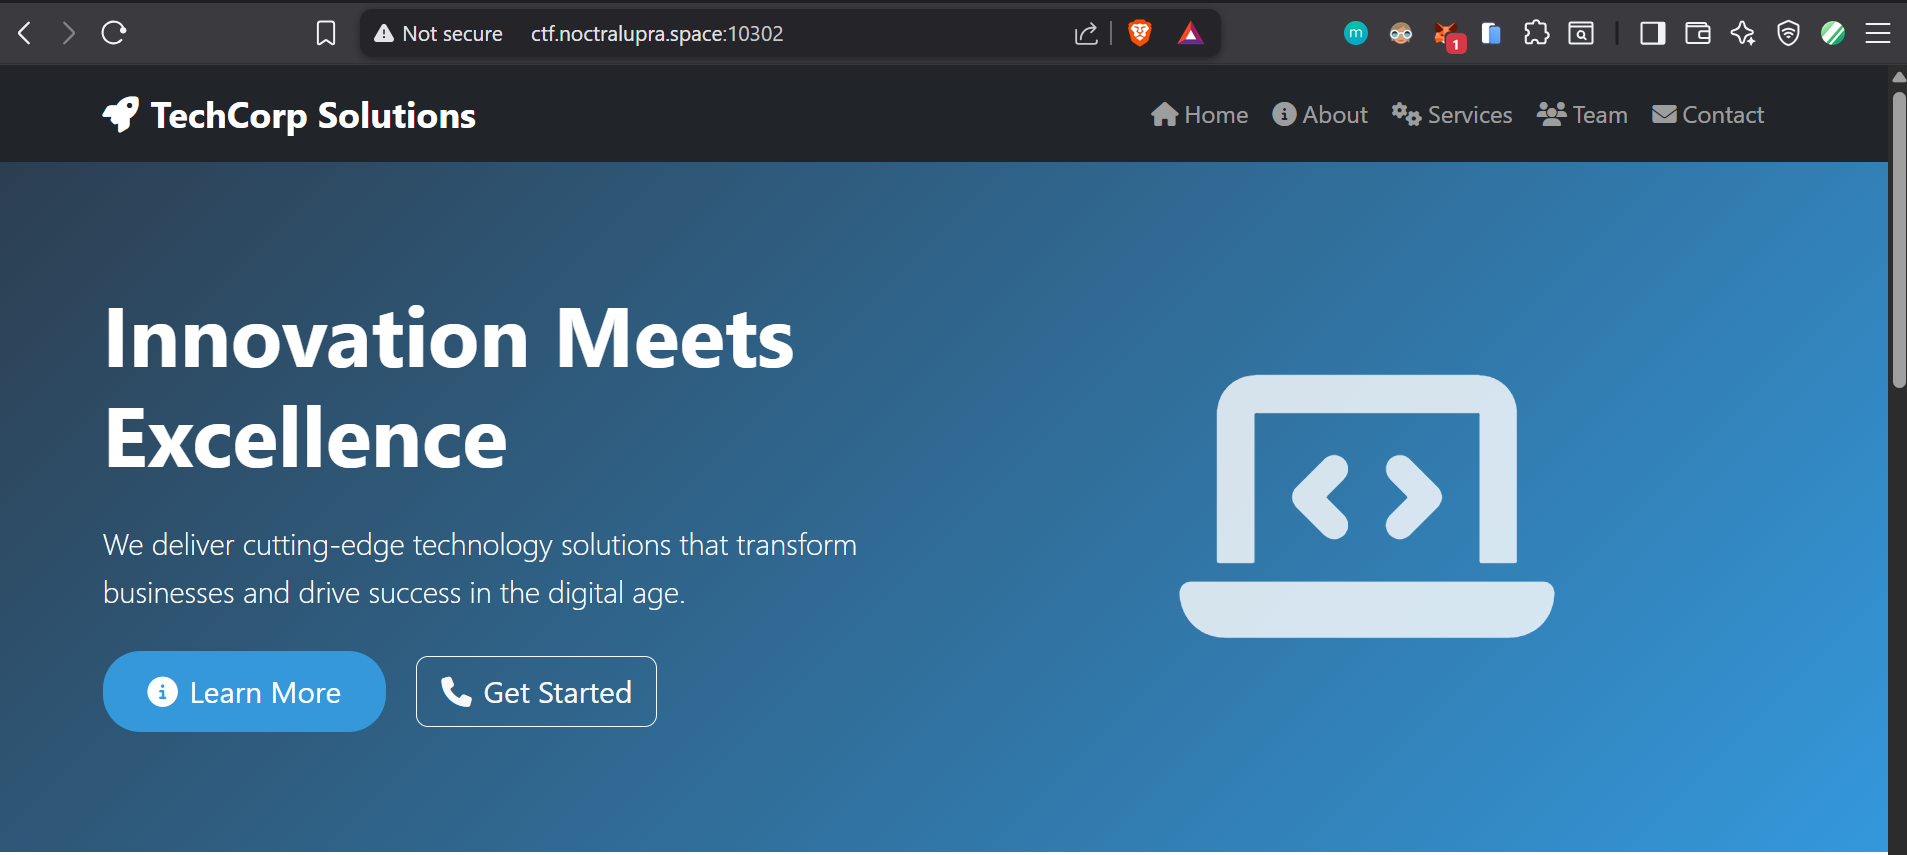 Not secure ctf.noctralupra.space:10302
m
1
TechCorp Solutions
Home About Services Team Contact
Innovation Meets
Excellence
We deliver cutting-edge technology solutions that transform
businesses and drive success in the digital age.
Learn More Get Started